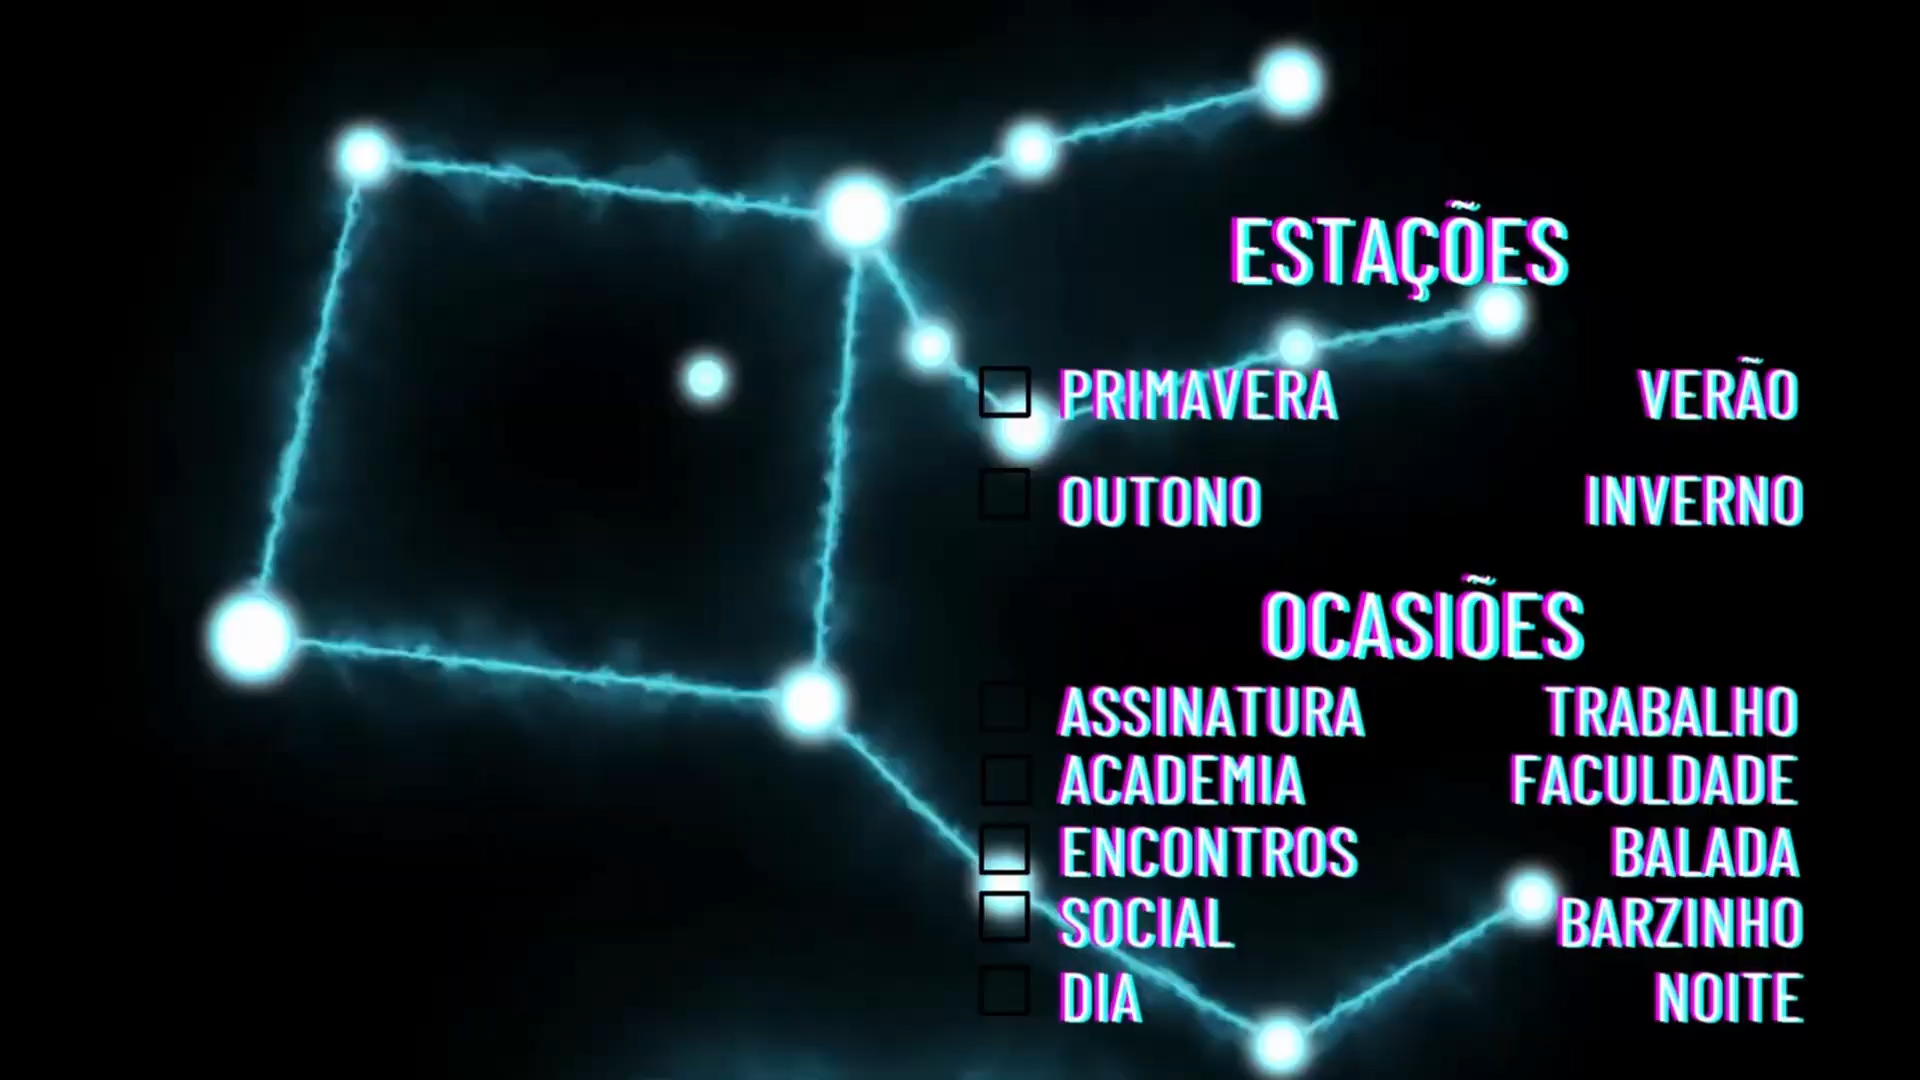 ESTAÇÕES
PRIMAVERA VERÃO
OUTONO INVERNO
OCASIÕES
ASSINATURA TRABALHO
ACADEMIA FACULDADE
ENCONTROS BALADA
SOCIAL BARZINHO
DIA NOITE